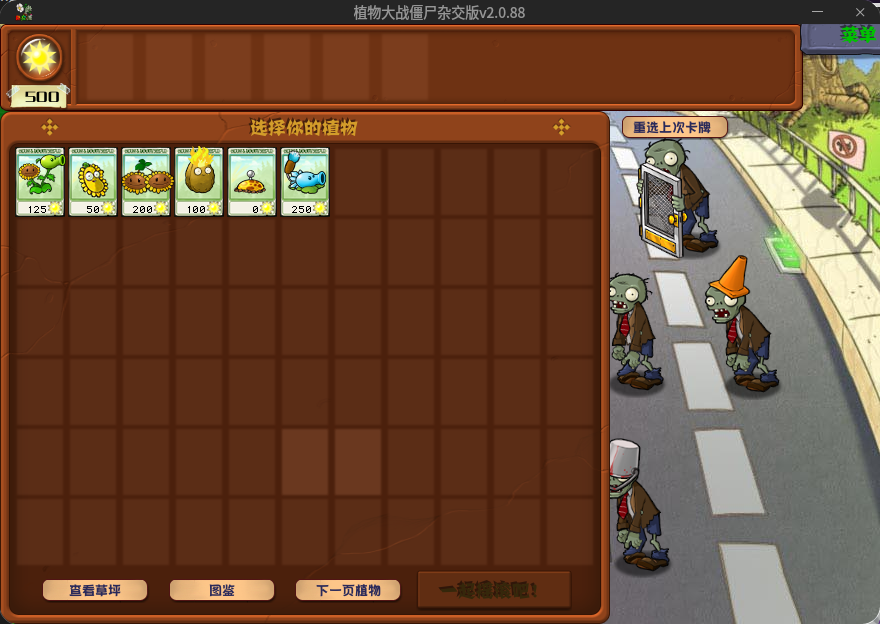 植物大战僵尸杂交版v2.0.88
菜单
500
选择你的植物
重选上次卡牌
125
50
200
100
0
250
查看草坪
图鉴
下一页植物
一起摇滚吧!